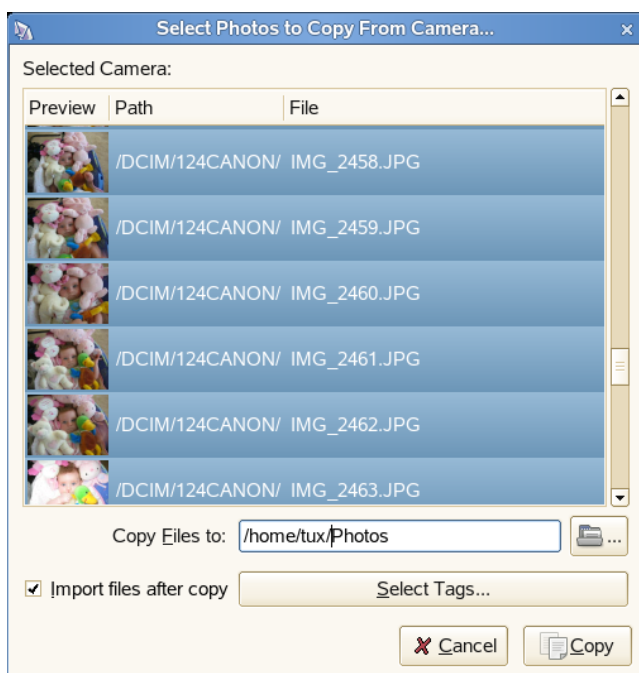 Select Photos to Copy From Camera...
Selected Camera:
Preview Path File
/DCIM/124CANON/ IMG_2458.JPG
/DCIM/124CANON/ IMG_2459.JPG
/DCIM/124CANON/ IMG_2460.JPG
/DCIM/124CANON/ IMG_2461.JPG
/DCIM/124CANON/ IMG_2462.JPG
/DCIM/124CANON/ IMG_2463.JPG
Copy Files to: /home/tux/Photos ...
Import files after copy Select Tags...
Cancel Copy